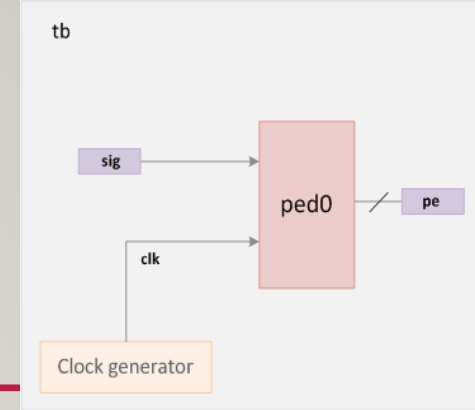 tb
sig
ped0
pe
clk
Clock generator